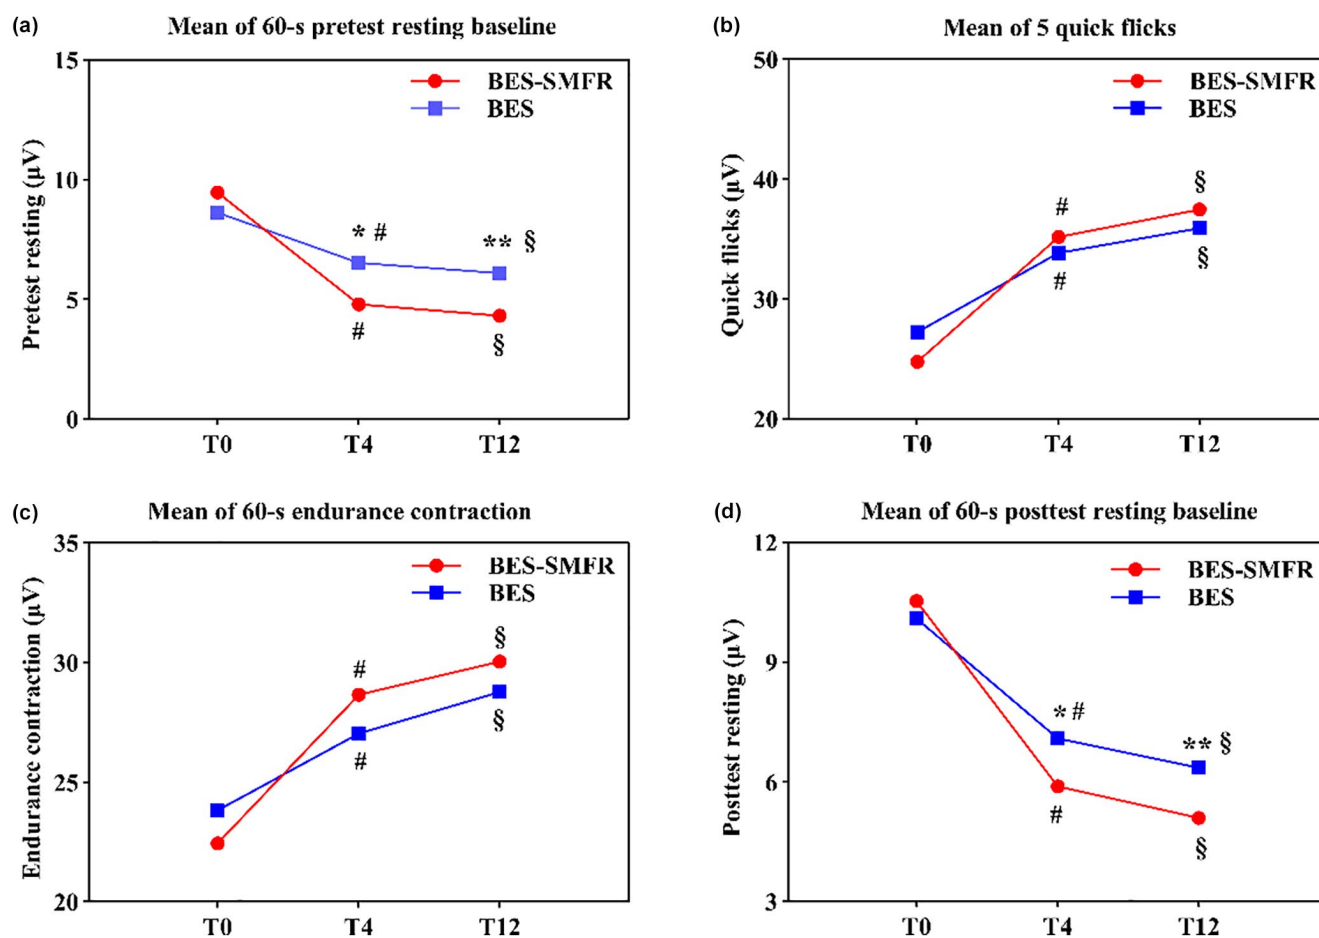 (a) Mean of 60-s pretest resting baseline
Pretest resting (µV)
15
10
5
0
BES-SMFR
BES
* #
** §
#
§
T0 T4 T12
(b) Mean of 5 quick flicks
Quick flicks (µV)
50
40
30
20
BES-SMFR
BES
§
#
#
§
T0 T4 T12
(c) Mean of 60-s endurance contraction
Endurance contraction (µV)
35
30
25
20
BES-SMFR
BES
§
#
§
#
T0 T4 T12
(d) Mean of 60-s posttest resting baseline
Posttest resting (µV)
12
9
6
3
BES-SMFR
BES
* #
** §
#
§
T0 T4 T12